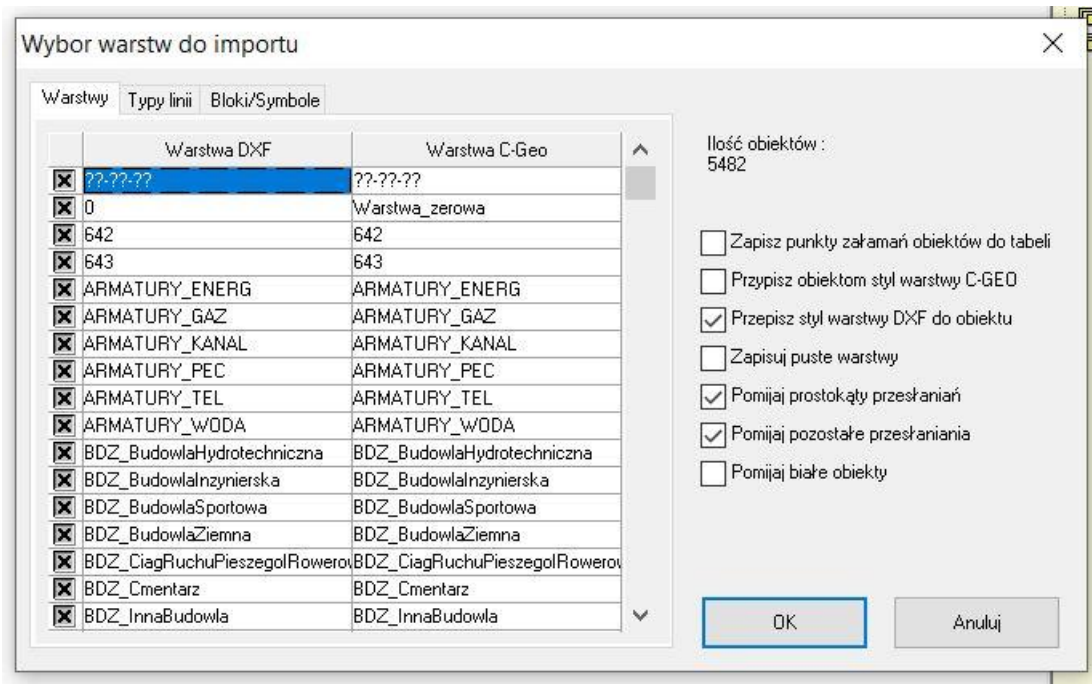 Wybor warstw do importu
Warstwy Typy linii Bloki/Symbole
Warstwa DXF Warstwa C-Geo
??-??-?? ??-??-??
0 Warstwa_zerowa
642 642
643 643
ARMATURY_ENERG ARMATURY_ENERG
ARMATURY_GAZ ARMATURY_GAZ
ARMATURY_KANAL ARMATURY_KANAL
ARMATURY_PEC ARMATURY_PEC
ARMATURY_TEL ARMATURY_TEL
ARMATURY_WODA ARMATURY_WODA
BDZ_BudowlaHydrotechniczna BDZ_BudowlaHydrotechniczna
BDZ_BudowlaInzynierska BDZ_BudowlaInzynierska
BDZ_BudowlaSportowa BDZ_BudowlaSportowa
BDZ_BudowlaZiemna BDZ_BudowlaZiemna
BDZ_CiagRuchuPieszegoIRowero BDZ_CiagRuchuPieszegoIRowero
BDZ_Cmentarz BDZ_Cmentarz
BDZ_InnaBudowla BDZ_InnaBudowla
Ilość obiektów :
5482
Zapisz punkty załamań obiektów do tabeli
Przypisz obiektom styl warstwy C-GEO
Przepisz styl warstwy DXF do obiektu
Zapisuj puste warstwy
Pomijaj prostokąty przesłaniań
Pomijaj pozostałe przesłaniania
Pomijaj białe obiekty
OK Anuluj